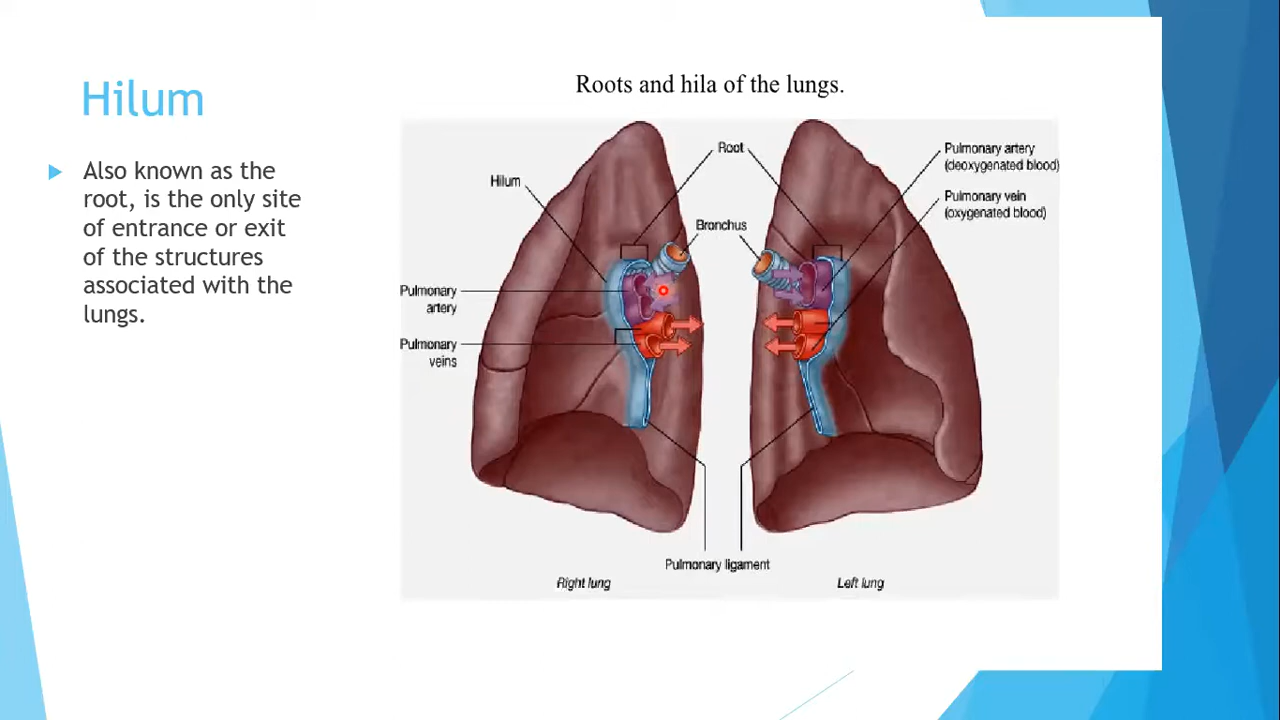 Hilum
Also known as the
root, is the only site
of entrance or exit
of the structures
associated with the
lungs.
Roots and hila of the lungs.
Root
Pulmonary artery
(deoxygenated blood)
Hilum
Pulmonary vein
(oxygenated blood)
Bronchus
Pulmonary
artery
Pulmonary
veins
Pulmonary ligament
Right lung
Left lung